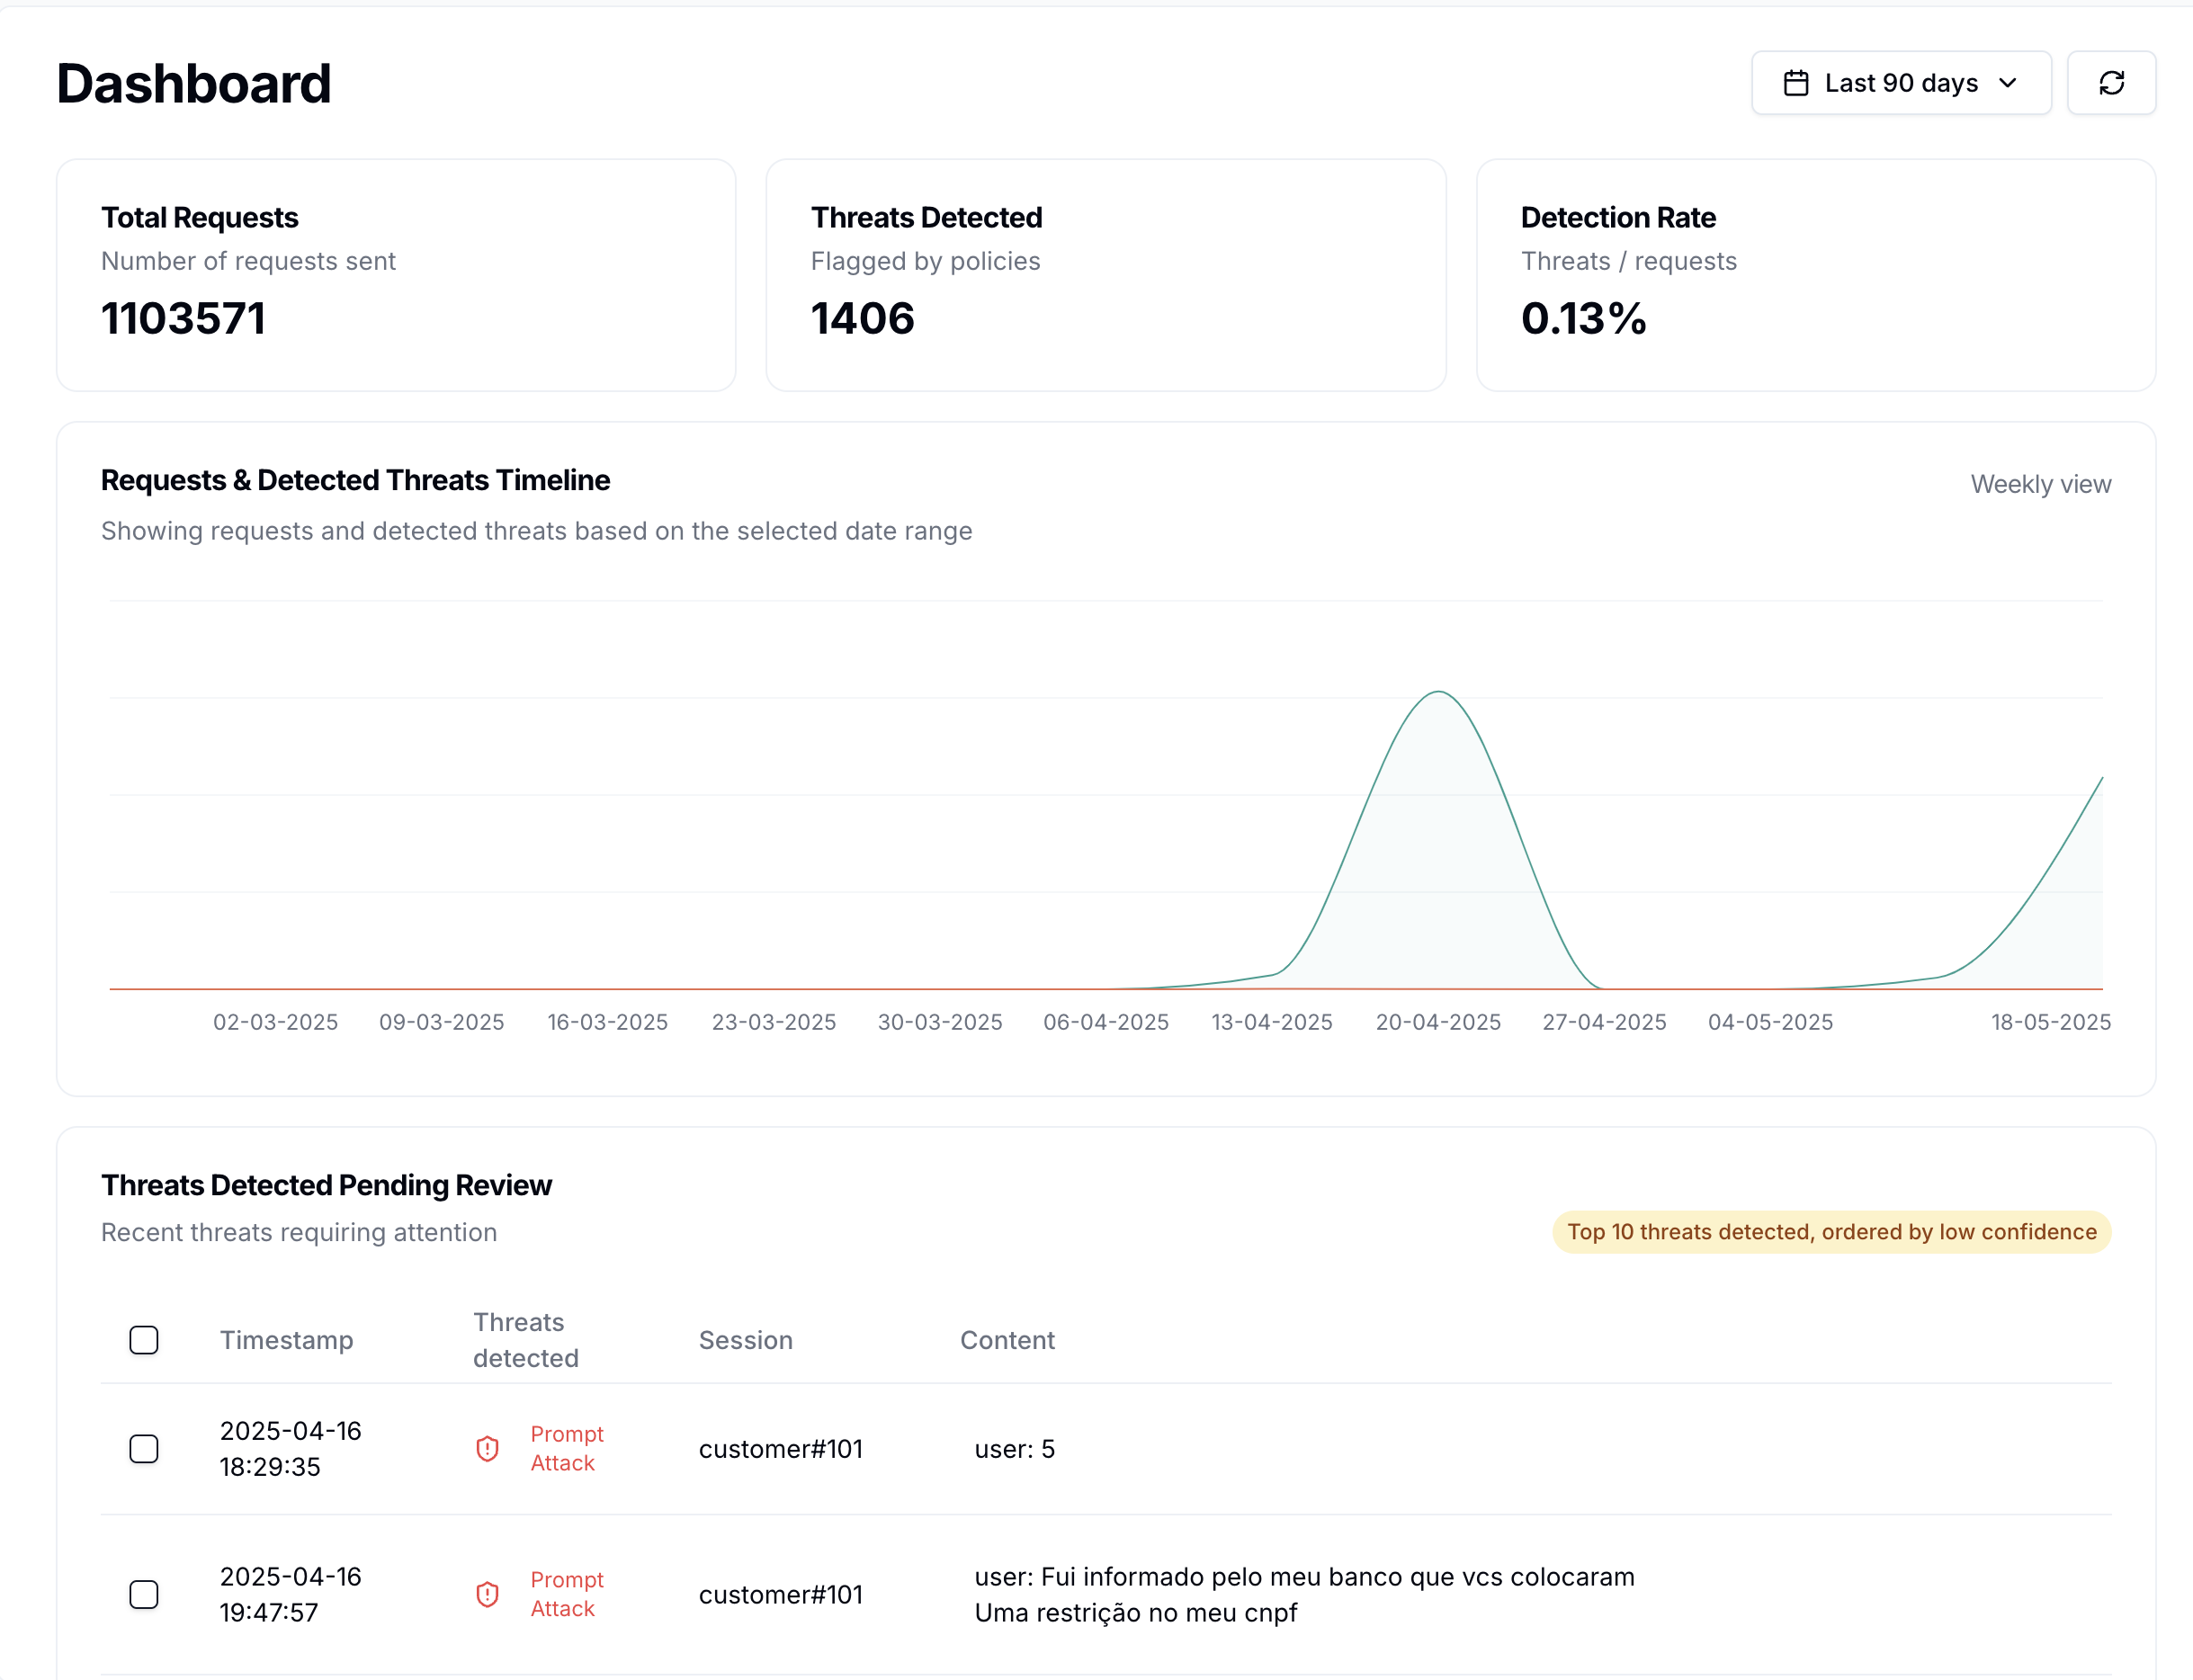 Dashboard
Last 90 days
Total Requests
Number of requests sent
1103571
Threats Detected
Flagged by policies
1406
Detection Rate
Threats / requests
0.13%
Requests & Detected Threats Timeline
Weekly view
Showing requests and detected threats based on the selected date range
02-03-2025 09-03-2025 16-03-2025 23-03-2025 30-03-2025 06-04-2025 13-04-2025 20-04-2025 27-04-2025 04-05-2025 18-05-2025
Threats Detected Pending Review
Recent threats requiring attention
Top 10 threats detected, ordered by low confidence
Timestamp
Threats
detected
Session
Content
2025-04-16
18:29:35
Prompt
Attack
customer#101
user: 5
2025-04-16
19:47:57
Prompt
Attack
customer#101
user: Fui informado pelo meu banco que vcs colocaram
Uma restrição no meu cnpf